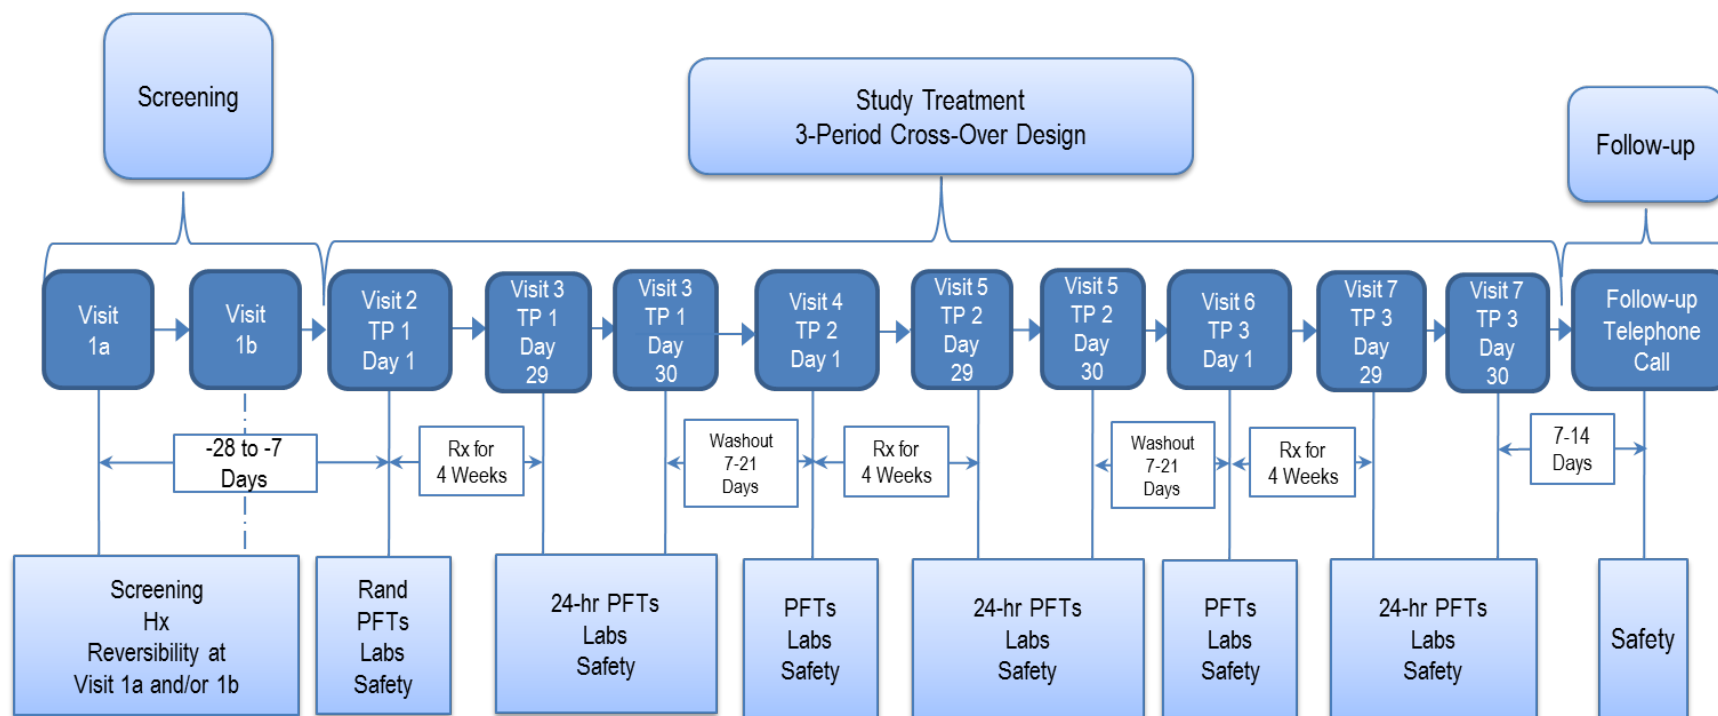 Screening
Study Treatment
3-Period Cross-Over Design
Follow-up
Visit
1a
Visit
1b
Visit 2
TP 1
Day 1
Visit 3
TP 1
Day
29
Visit 3
TP 1
Day
30
Visit 4
TP 2
Day 1
Visit 5
TP 2
Day
29
Visit 5
TP 2
Day
30
Visit 6
TP 3
Day 1
Visit 7
TP 3
Day
29
Visit 7
TP 3
Day
30
Follow-up
Telephone
Call
-28 to -7
Days
Rx for
4 Weeks
Washout
7-21
Days
Rx for
4 Weeks
Washout
7-21
Days
Rx for
4 Weeks
7-14
Days
Screening
Hx
Reversibility at
Visit 1a and/or 1b
Rand
PFTs
Labs
Safety
24-hr PFTs
Labs
Safety
PFTs
Labs
Safety
24-hr PFTs
Labs
Safety
PFTs
Labs
Safety
24-hr PFTs
Labs
Safety
Safety